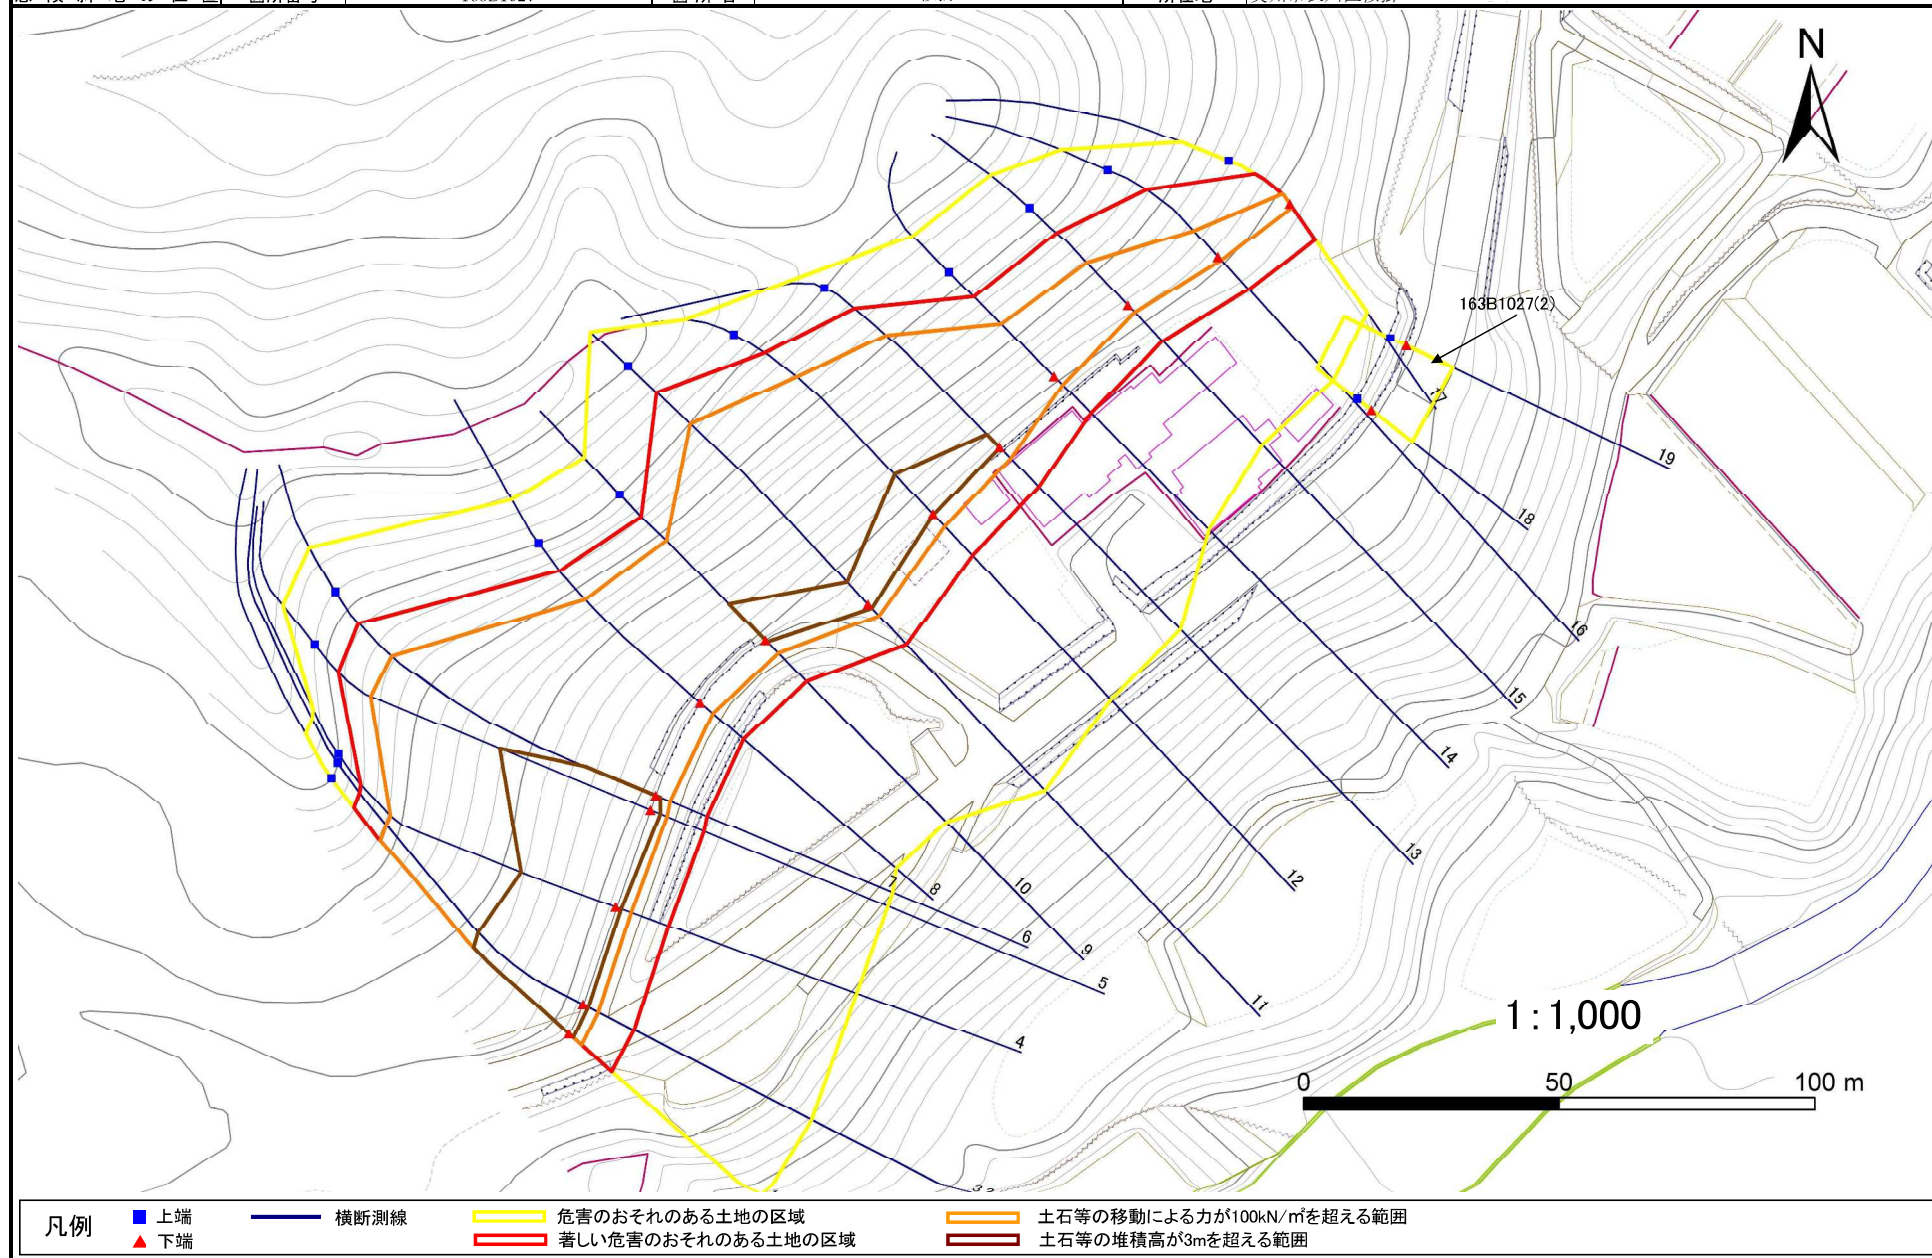 N
163B1027(2)
17
19
18
16
15
14
13
12
7
8
10
6
9
5
11
4
1:1,000
0 50 100 m
凡例
上端
下端
横断測線
危害のおそれのある土地の区域
著しい危害のおそれのある土地の区域
土石等の移動による力が100kN/㎡を超える範囲
土石等の堆積高が3mを超える範囲